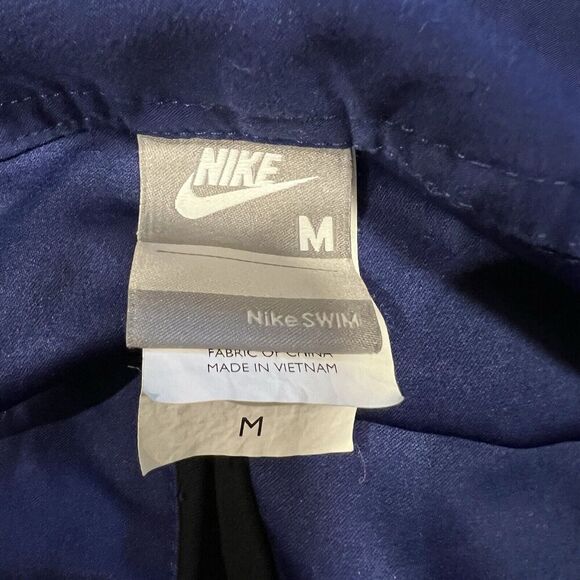 NIKE
M
Nike SWIM
FABRIC OF CHINA
MADE IN VIETNAM
M